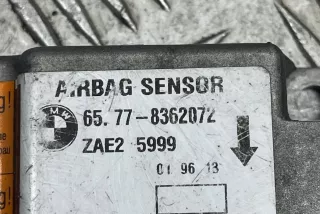 AIRBAG SENSOR
BMW
65.77-8362072
ZAE2 5999
01 96 13